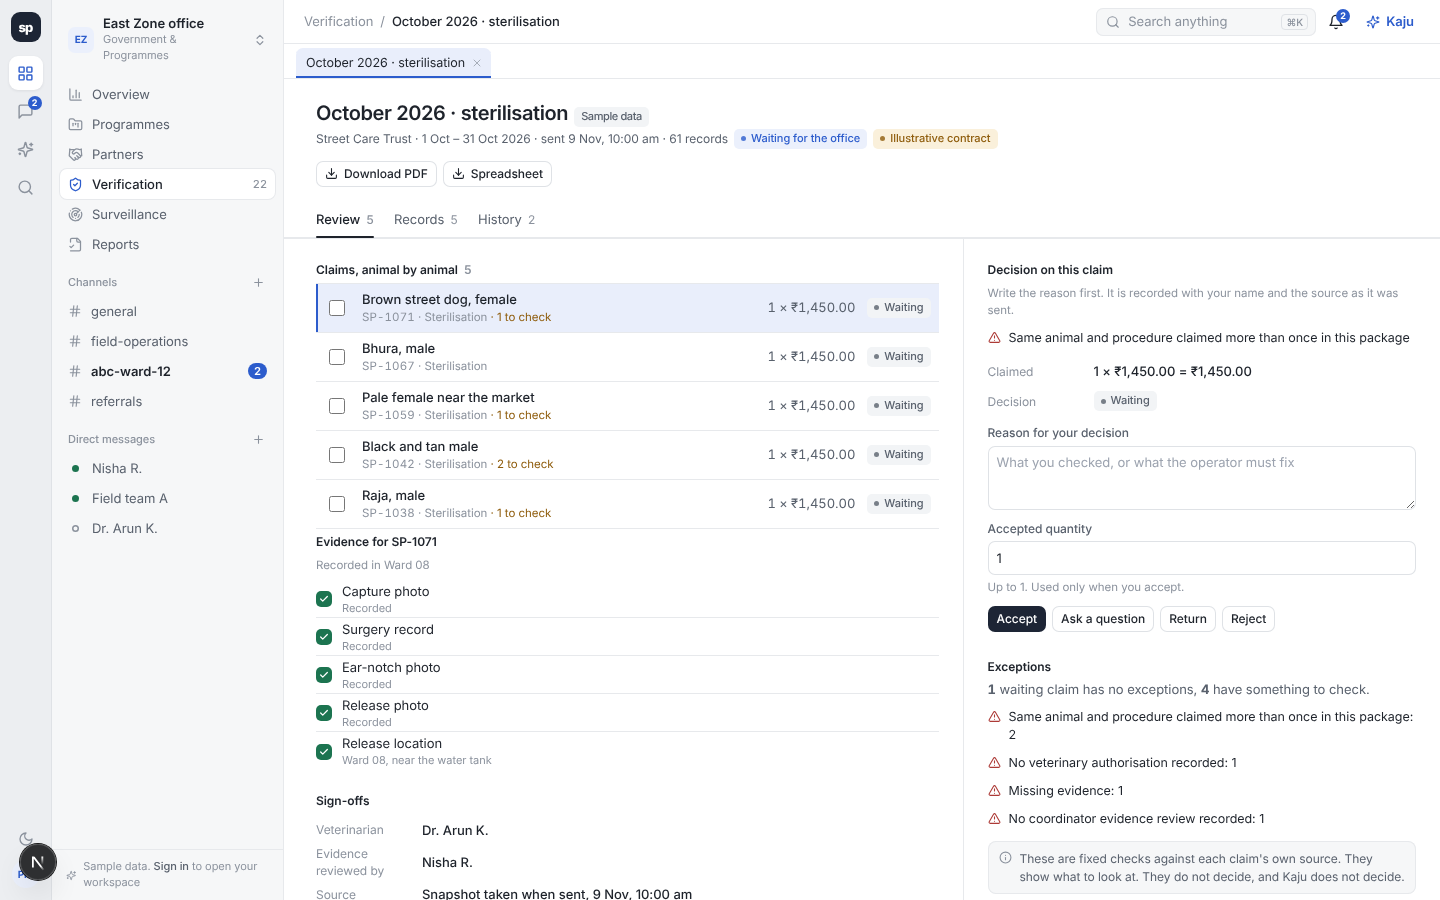 sp
East Zone office
EZ
Government &
Programmes
Verification / October 2026 · sterilisation
Search anything
⌘K
2
Kaju
October 2026 · sterilisation ×
2
Overview
Programmes
Partners
Verification 22
Surveillance
Reports
Channels +
# general
# field-operations
# abc-ward-12 2
# referrals
Direct messages +
Nisha R.
Field team A
Dr. Arun K.
N
Sample data. Sign in to open your
workspace
October 2026 · sterilisation Sample data
Street Care Trust · 1 Oct – 31 Oct 2026 · sent 9 Nov, 10:00 am · 61 records Waiting for the office Illustrative contract
Download PDF Spreadsheet
Review 5 Records 5 History 2
Claims, animal by animal 5
Brown street dog, female
SP-1071 · Sterilisation · 1 to check
1 × ₹1,450.00 Waiting
Bhura, male
SP-1067 · Sterilisation
1 × ₹1,450.00 Waiting
Pale female near the market
SP-1059 · Sterilisation · 1 to check
1 × ₹1,450.00 Waiting
Black and tan male
SP-1042 · Sterilisation · 2 to check
1 × ₹1,450.00 Waiting
Raja, male
SP-1038 · Sterilisation · 1 to check
1 × ₹1,450.00 Waiting
Evidence for SP-1071
Recorded in Ward 08
Capture photo
Recorded
Surgery record
Recorded
Ear-notch photo
Recorded
Release photo
Recorded
Release location
Ward 08, near the water tank
Sign-offs
Veterinarian Dr. Arun K.
Evidence
reviewed by
Nisha R.
Source Snapshot taken when sent, 9 Nov, 10:00 am
Decision on this claim
Write the reason first. It is recorded with your name and the source as it was
sent.
Same animal and procedure claimed more than once in this package
Claimed 1 × ₹1,450.00 = ₹1,450.00
Decision Waiting
Reason for your decision
What you checked, or what the operator must fix
Accepted quantity
1
Up to 1. Used only when you accept.
Accept Ask a question Return Reject
Exceptions
1 waiting claim has no exceptions, 4 have something to check.
Same animal and procedure claimed more than once in this package:
2
No veterinary authorisation recorded: 1
Missing evidence: 1
No coordinator evidence review recorded: 1
These are fixed checks against each claim's own source. They
show what to look at. They do not decide, and Kaju does not decide.